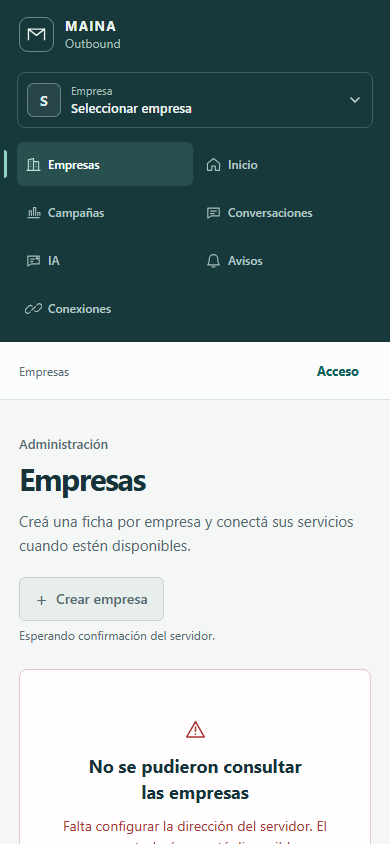 MAINA
Outbound
S
Empresa
Seleccionar empresa
Empresas
Inicio
Campañas
Conversaciones
IA
Avisos
Conexiones
Empresas
Acceso
Administración
Empresas
Creá una ficha por empresa y conectá sus servicios
cuando estén disponibles.
+ Crear empresa
Esperando confirmación del servidor.
No se pudieron consultar
las empresas
Falta configurar la dirección del servidor. El